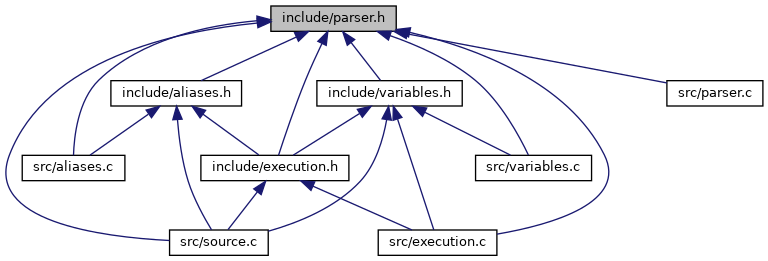 include/parser.h
include/aliases.h
include/variables.h
src/parser.c
src/aliases.c
include/execution.h
src/variables.c
src/source.c
src/execution.c